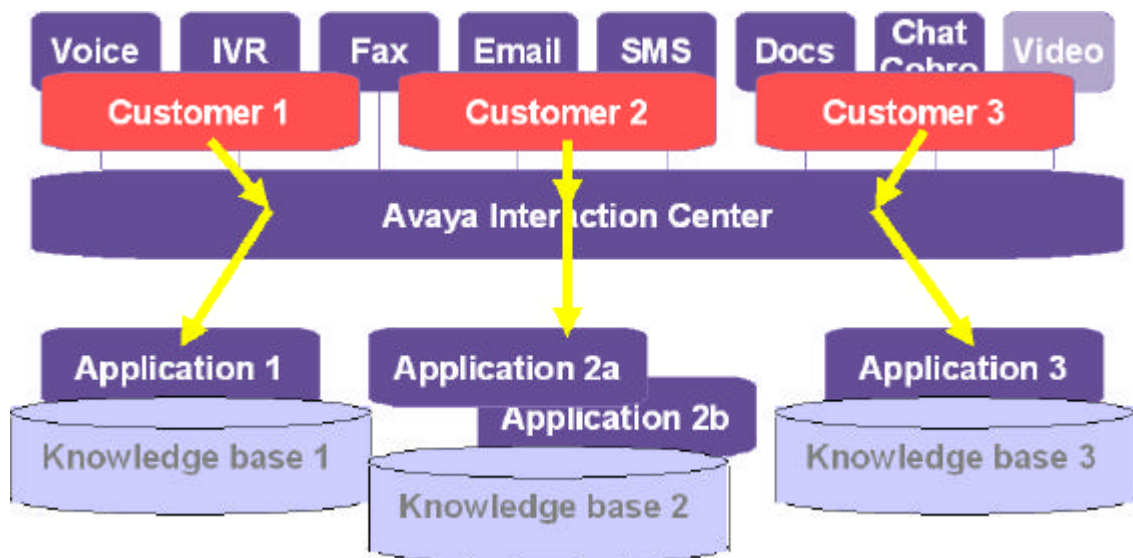 Voice
IVR
Fax
Email
SMS
Docs
Chat
Cobro
Video
Customer 1
Customer 2
Customer 3
Avaya Interaction Center
Application 1
Application 2a
Application 2b
Application 3
Knowledge base 1
Knowledge base 2
Knowledge base 3